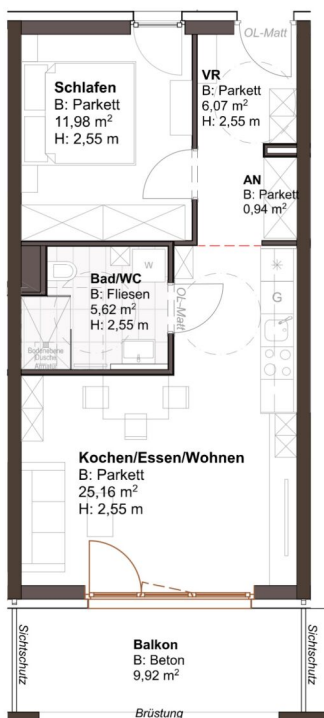 OL-Matt
Schlafen
B: Parkett
11,98 m²
H: 2,55 m
VR
B: Parkett
6,07 m²
H: 2,55 m
AN
B: Parkett
0,94 m²
Bad/WC
B: Fliesen
5,62 m²
H: 2,55 m
W
OL-Matt
G
Bodenebene
Dusche
Kochen/Essen/Wohnen
B: Parkett
25,16 m²
H: 2,55 m
Sichtschutz
Sichtschutz
Balkon
B: Beton
9,92 m²
Brüstung